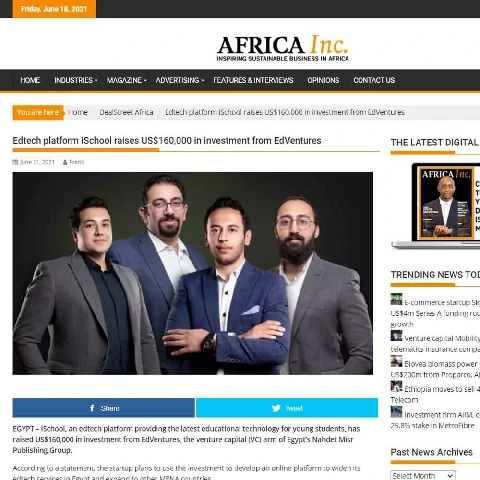 Friday, June 18, 2021
AFRICA Inc.
INSPIRING SUSTAINABLE BUSINESS IN AFRICA
HOME INDUSTRIES MAGAZINE ADVERTISING FEATURES & INTERVIEWS OPINIONS CONTACT US
You are here Home DealStreet Africa Edtech platform iSchool raises US$160,000 in investment from EdVentures
Edtech platform iSchool raises US$160,000 in investment from EdVentures
June 11, 2021 Frank
f Share
Tweet
EGYPT – iSchool, an edtech platform providing the latest educational technology for young students, has
raised US$160,000 in investment from EdVentures, the venture capital (VC) arm of Egypt's Nahdet Misr
Publishing Group.
According to a statement, the startup plans to use the investment to develop an online platform to widen its
edtech services in Egypt and expand to other MENA countries.
THE LATEST DIGITAL
AFRICA Inc.
TRENDING NEWS TOD
E-commerce startup Sk
US$4m Series A funding rou
growth
Venture capital Mobility
telematics-insurance compa
Biovea biomass power
US$200m from Proparco, A
Ethiopia moves to sell 4
Telecom
Investment firm AIIM, e
25.8% stake in MetroFibre
Past News Archives
Select Month